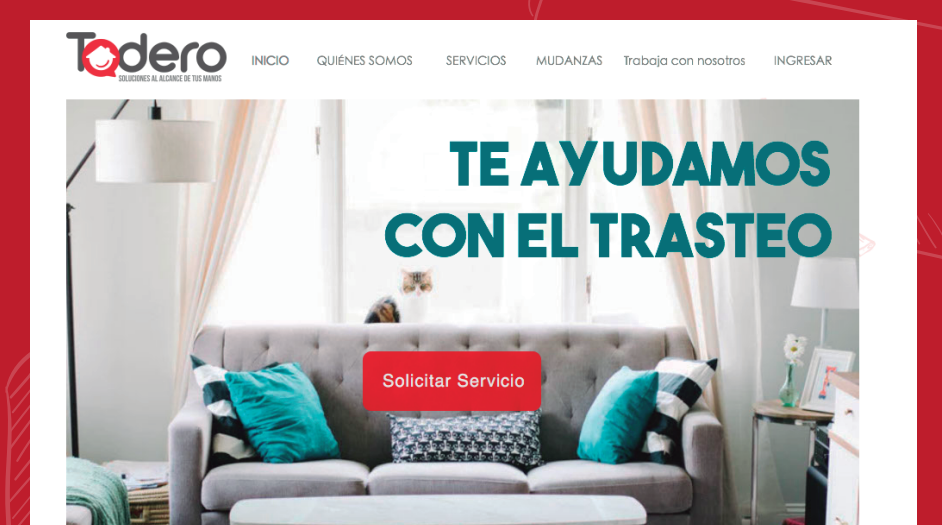 Todero
SOLUCIONES AL ALCANCE DE TUS MANOS
INICIO QUIÉNES SOMOS SERVICIOS MUDANZAS Trabaja con nosotros INGRESAR
TE AYUDAMOS
CON EL TRASTEO
Solicitar Servicio